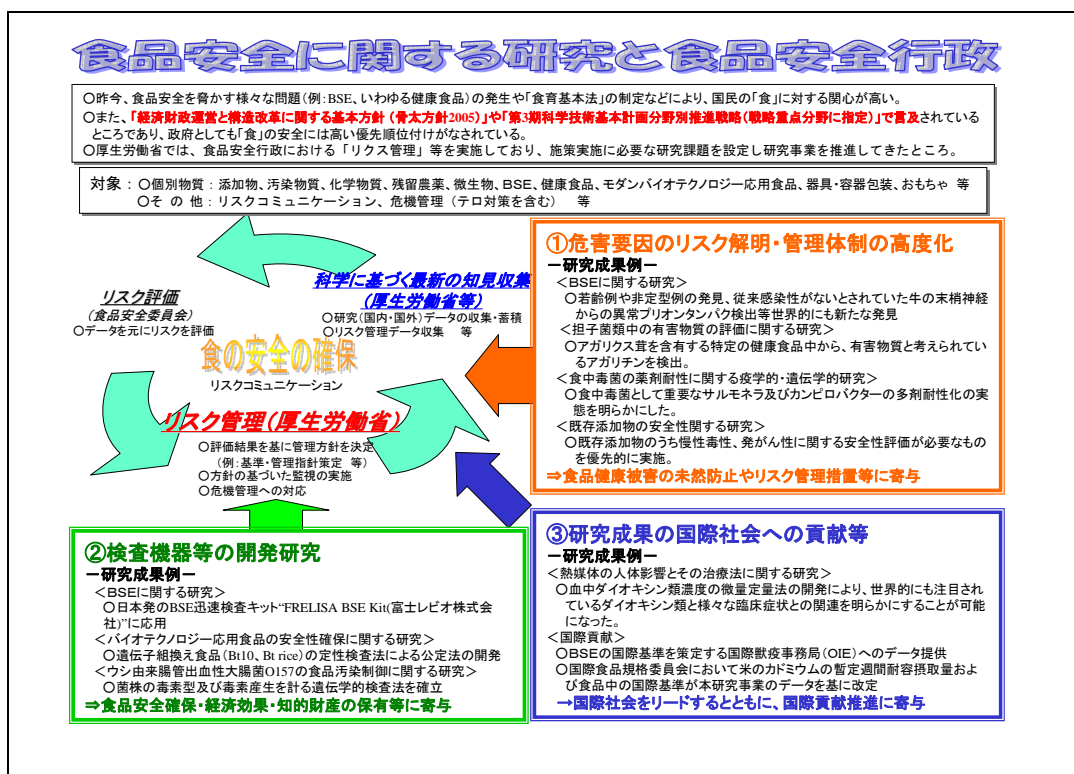 食品安全に関する研究と食品安全行政
○昨今、食品安全を脅かす様々な問題(例:BSE、いわゆる健康食品)の発生や「食育基本法」の制定などにより、国民の「食」に対する関心が高い。
○また、「経済財政運営と構造改革に関する基本方針(骨太方針2005)」や「第3期科学技術基本計画分野別推進戦略(戦略重点分野に指定)」で言及されている
ところであり、政府としても「食」の安全には高い優先順位付けがなされている。
○厚生労働省では、食品安全行政における「リクス管理」等を実施しており、施策実施に必要な研究課題を設定し研究事業を推進してきたところ。
対象:○個別物質:添加物、汚染物質、化学物質、残留農薬、微生物、BSE、健康食品、モダンバイオテクノロジー応用食品、器具・容器包装、おもちゃ 等
○その他:リスクコミュニケーション、危機管理(テロ対策を含む) 等
科学に基づく最新の知見収集
(厚生労働省等)
○研究(国内・国外)データの収集・蓄積
○リスク管理データ収集 等
リスク評価
(食品安全委員会)
○データを元にリスクを評価
食の安全の確保
リスクコミュニケーション
リスク管理(厚生労働省)
○評価結果を基に管理方針を決定
(例:基準・管理指針策定 等)
○方針の基づいた監視の実施
○危機管理への対応
①危害要因のリスク解明・管理体制の高度化
-研究成果例-
<BSEに関する研究>
○若齢例や非定型例の発見、従来感染性がないとされていた牛の末梢神経
からの異常プリオンタンパク検出等世界的にも新たな発見
<担子菌類中の有害物質の評価に関する研究>
○アガリクス茸を含有する特定の健康食品中から、有害物質と考えられてい
るアガリチンを検出。
<食中毒菌の薬剤耐性に関する疫学的・遺伝学的研究>
○食中毒菌として重要なサルモネラ及びカンピロバクターの多剤耐性化の実
態を明らかにした。
<既存添加物の安全性関する研究>
○既存添加物のうち慢性毒性、発がん性に関する安全性評価が必要なもの
を優先的に実施。
⇒食品健康被害の未然防止やリスク管理措置等に寄与
②検査機器等の開発研究
-研究成果例-
<BSEに関する研究>
○日本発のBSE迅速検査キット“FRELISA BSE Kit(富士レビオ株式会
社)”に応用
<バイオテクノロジー応用食品の安全性確保に関する研究>
○遺伝子組換え食品(Bt10、Bt rice)の定性検査法による公定法の開発
<ウシ由来腸管出血性大腸菌O157の食品汚染制御に関する研究>
○菌株の毒素型及び毒素産生を計る遺伝学的検査法を確立
⇒食品安全確保・経済効果・知的財産の保有等に寄与
③研究成果の国際社会への貢献等
-研究成果例-
<熱媒体の人体影響とその治療法に関する研究>
○血中ダイオキシン類濃度の微量定量法の開発により、世界的にも注目され
ているダイオキシン類と様々な臨床症状との関連を明らかにすることが可能
になった。
<国際貢献>
○BSEの国際基準を策定する国際獣疫事務局(OIE)へのデータ提供
○国際食品規格委員会において米のカドミウムの暫定週間耐容摂取量およ
び食品中の国際基準が本研究事業のデータを基に改定
→国際社会をリードするとともに、国際貢献推進に寄与